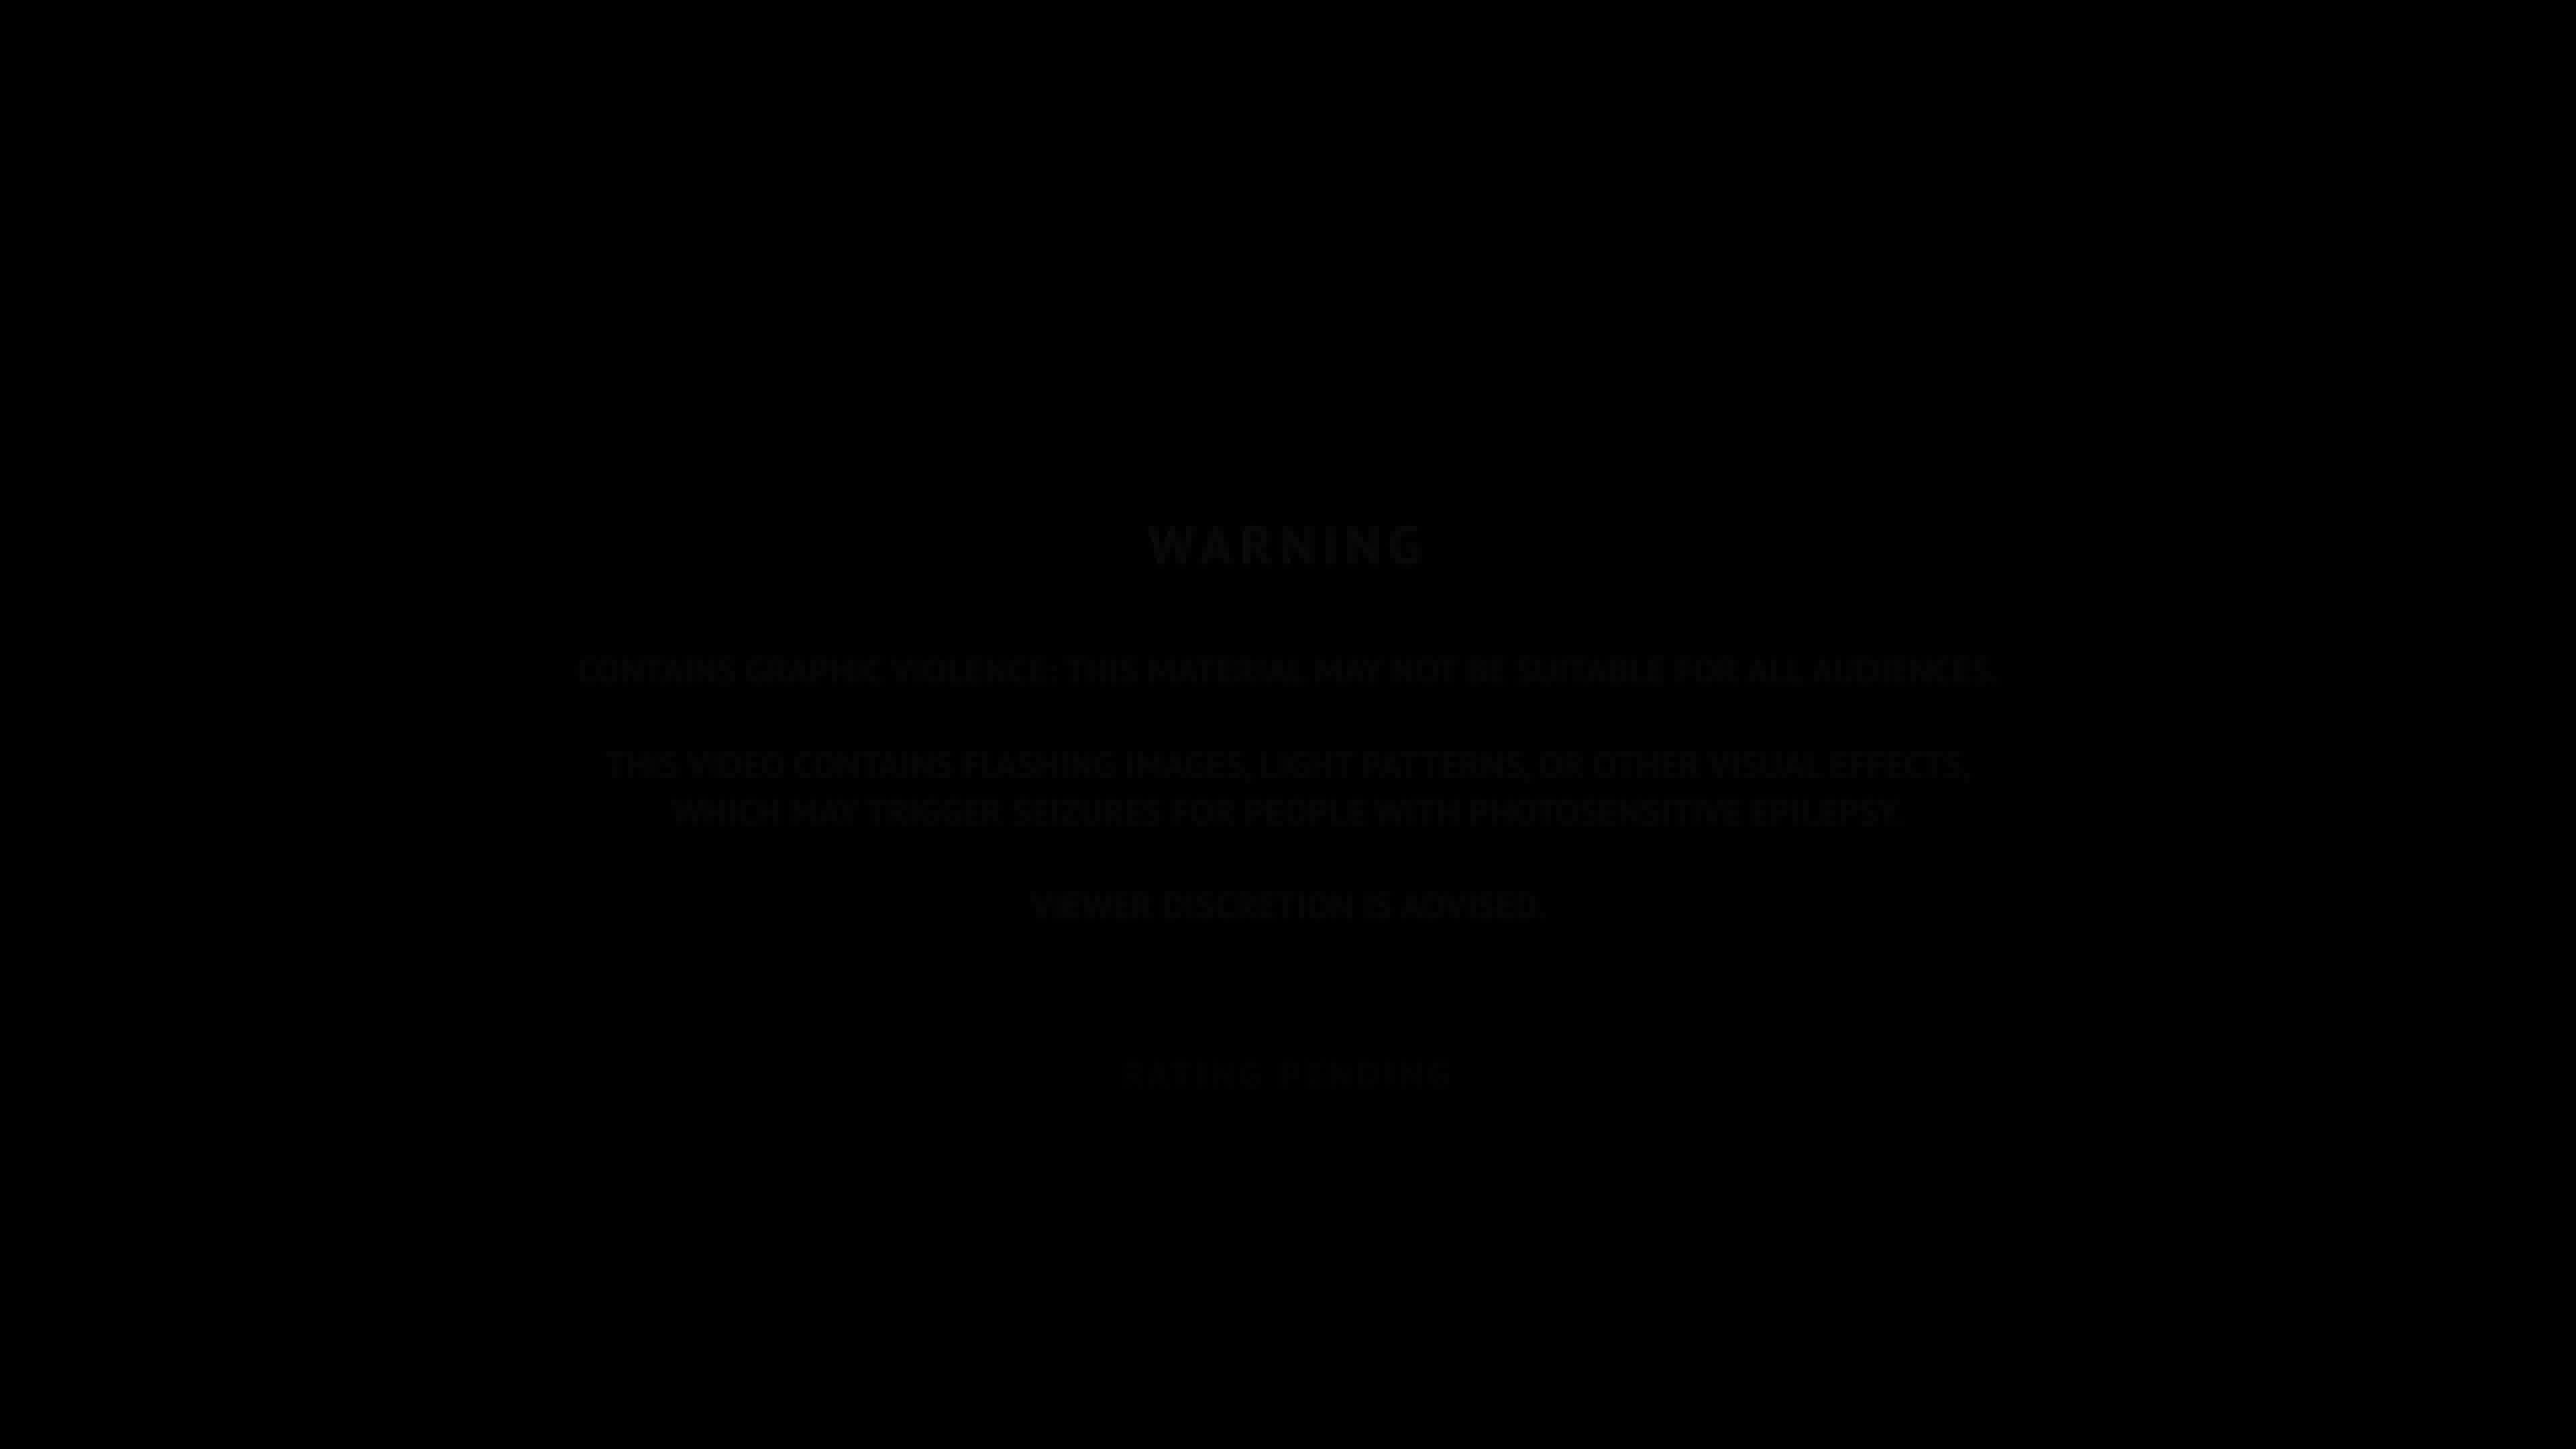 WARNING
CONTAINS GRAPHIC VIOLENCE: THIS MATERIAL MAY NOT BE SUITABLE FOR ALL AUDIENCES.
THIS VIDEO CONTAINS FLASHING IMAGES, LIGHT PATTERNS, OR OTHER VISUAL EFFECTS,
WHICH MAY TRIGGER SEIZURES FOR PEOPLE WITH PHOTOSENSITIVE EPILEPSY.
VIEWER DISCRETION IS ADVISED.
RATING PENDING